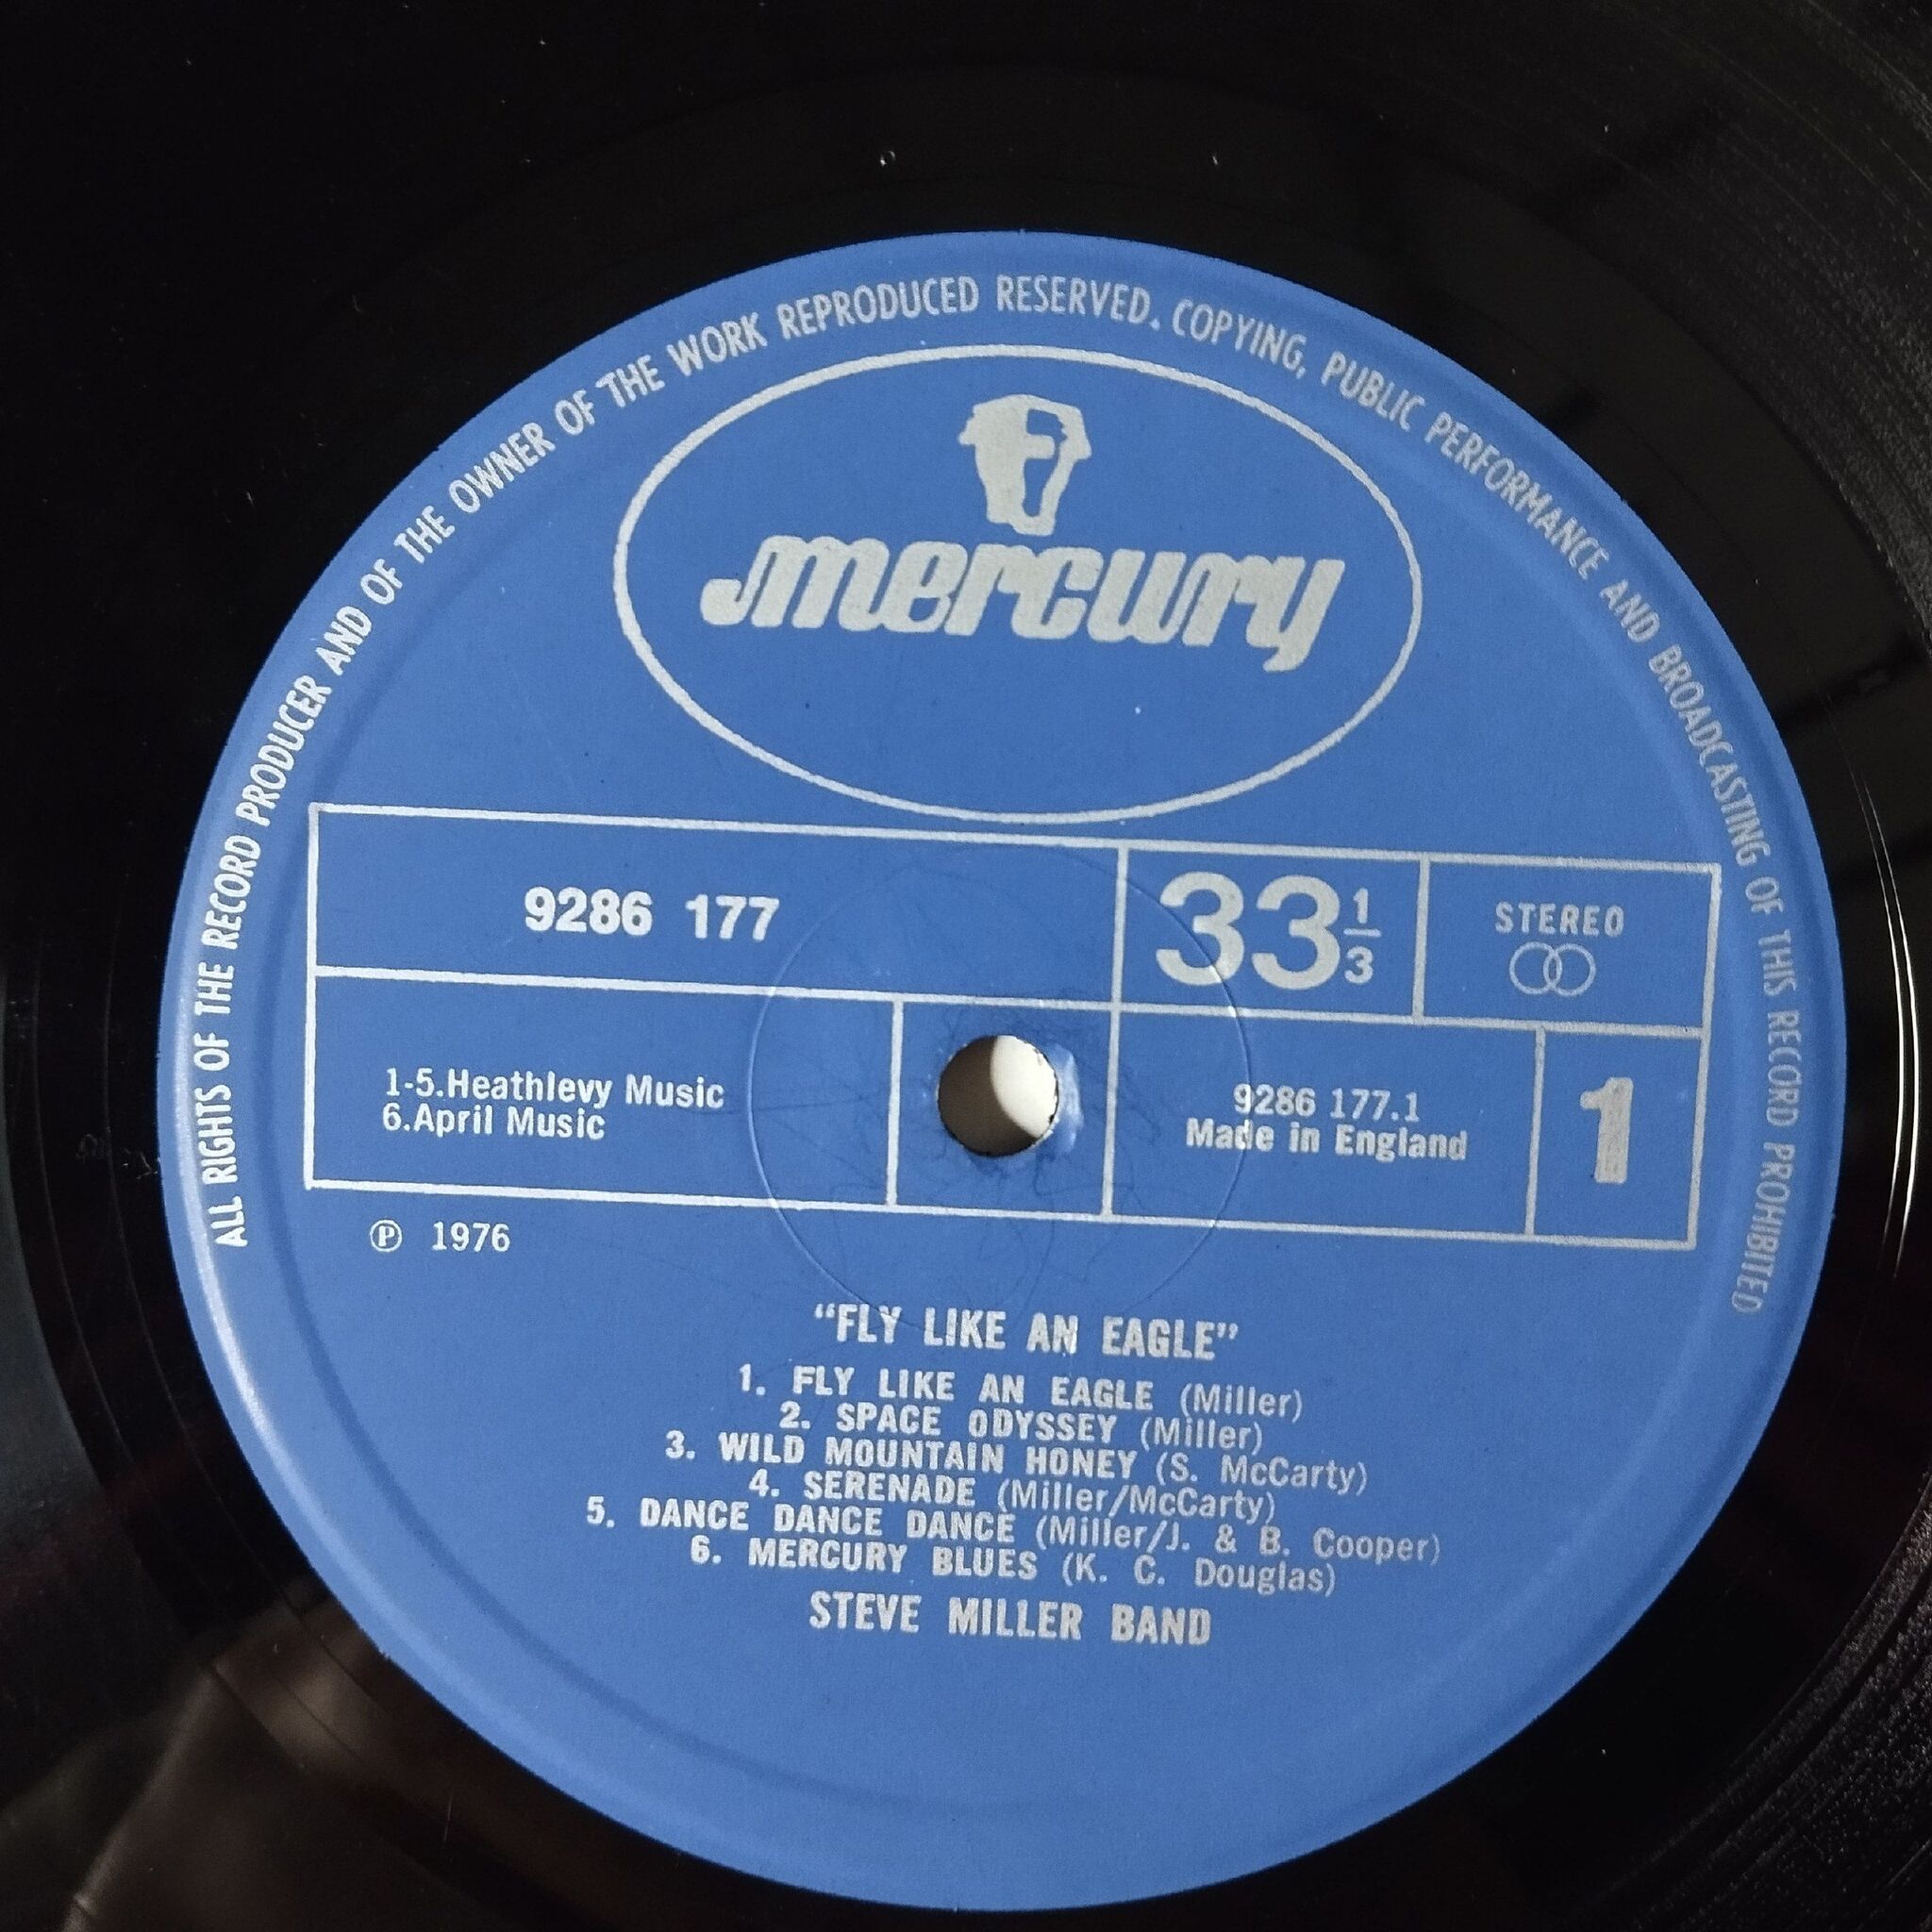 ALL RIGHTS OF THE RECORD PRODUCER AND OF THE OWNER OF THE WORK REPRODUCED RESERVED. COPYING, PUBLIC PERFORMANCE AND BROADCASTING OF THIS RECORD PROHIBITED
mercury
9286 177
33 1/3
STEREO
1-5.Heathlevy Music
6.April Music
9286 177.1
Made in England
1
℗ 1976
“FLY LIKE AN EAGLE”
1. FLY LIKE AN EAGLE (Miller)
2. SPACE ODYSSEY (Miller)
3. WILD MOUNTAIN HONEY (S. McCarty)
4. SERENADE (Miller/McCarty)
5. DANCE DANCE DANCE (Miller/J. & B. Cooper)
6. MERCURY BLUES (K. C. Douglas)
STEVE MILLER BAND